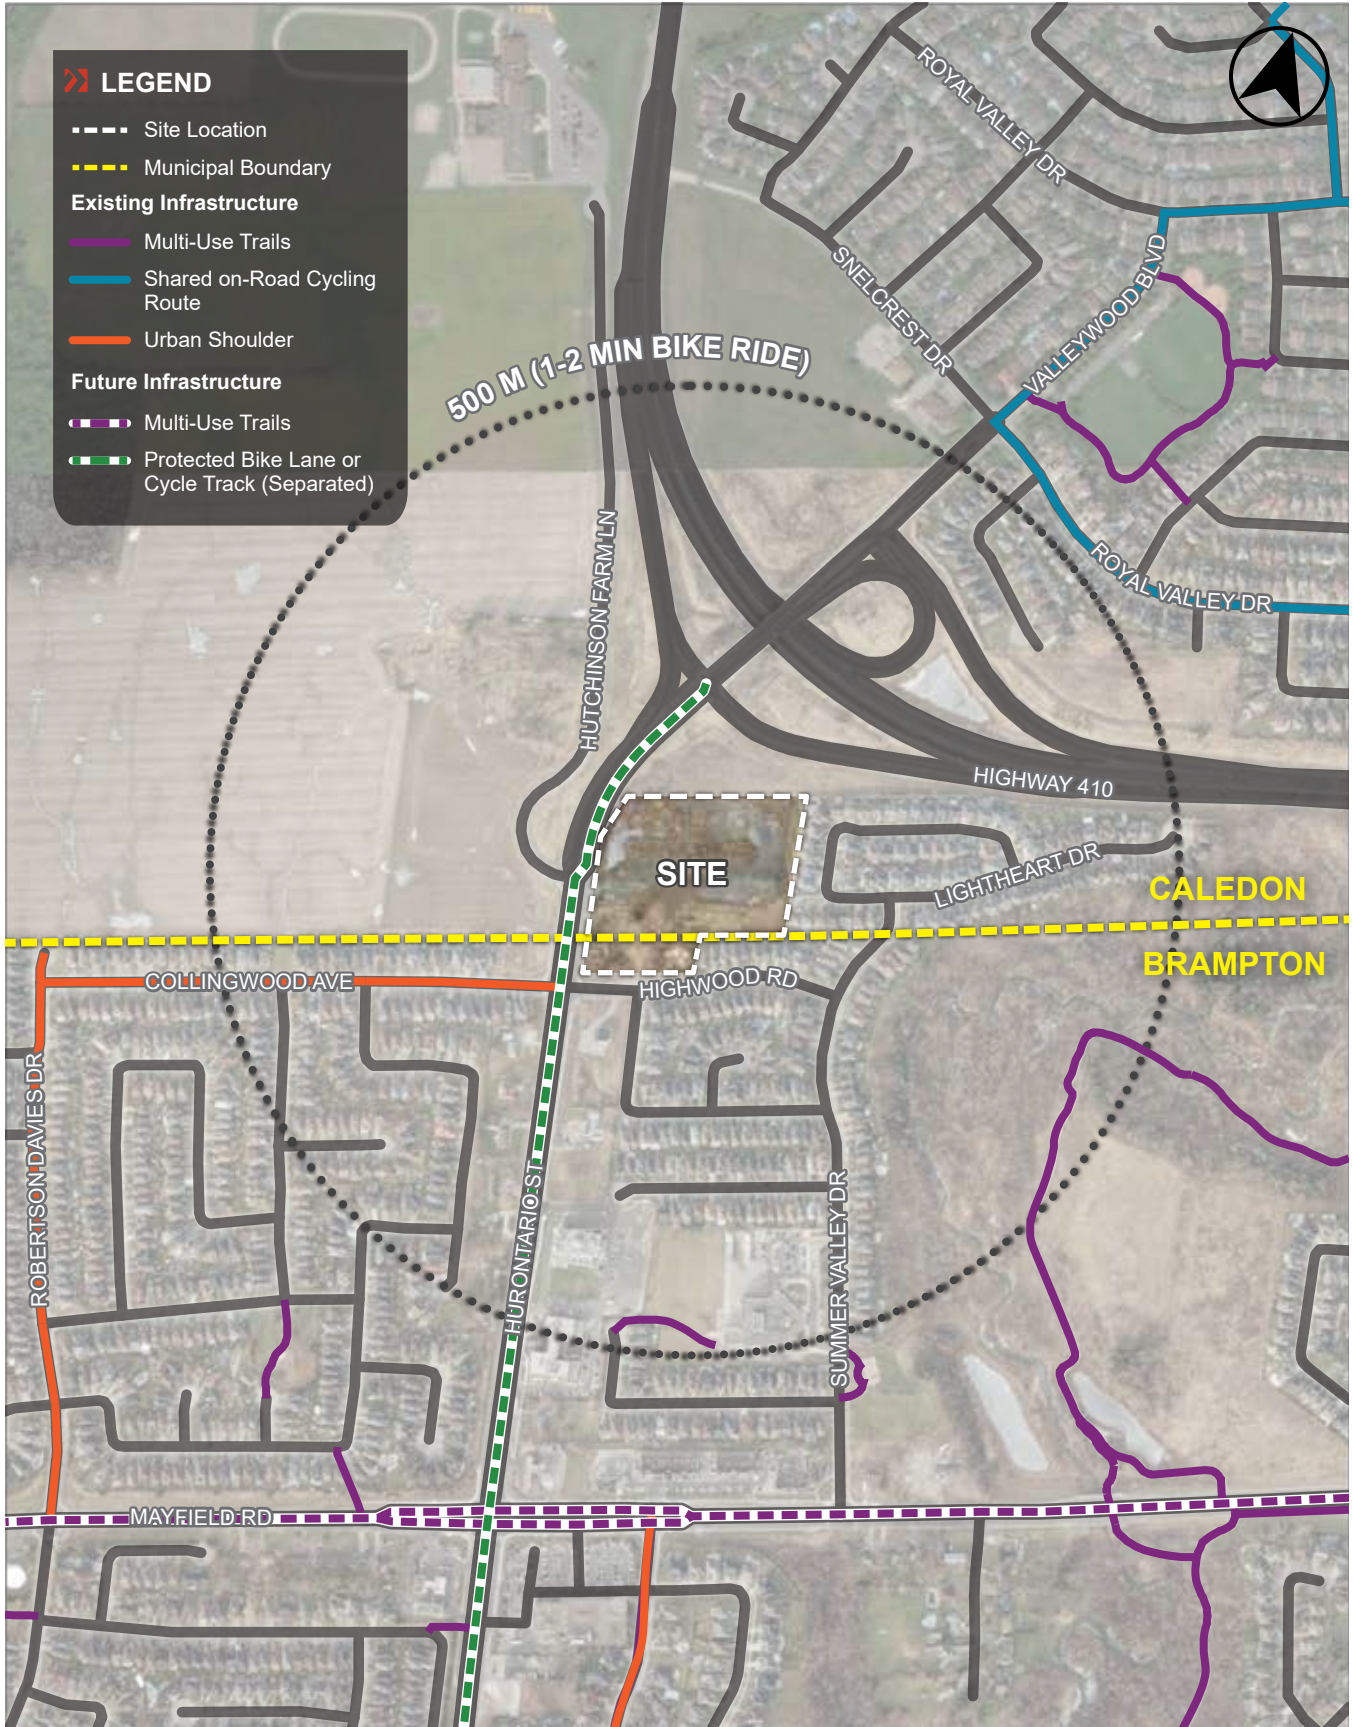 LEGEND
Site Location
Municipal Boundary
Existing Infrastructure
Multi-Use Trails
Shared on-Road Cycling
Route
Urban Shoulder
Future Infrastructure
Multi-Use Trails
Protected Bike Lane or
Cycle Track (Separated)
ROYAL VALLEY DR
SNELCREST DR
VALLEYWOOD BLVD
500 M (1-2 MIN BIKE RIDE)
HUTCHINSON FARM LN
ROYAL VALLEY DR
HIGHWAY 410
SITE
LIGHTHEART DR
CALEDON
BRAMPTON
COLLINGWOOD AVE
HIGHWOOD RD
ROBERTSON DAVIES DR
HURONTARIO ST
SUMMER VALLEY DR
MAYFIELD RD